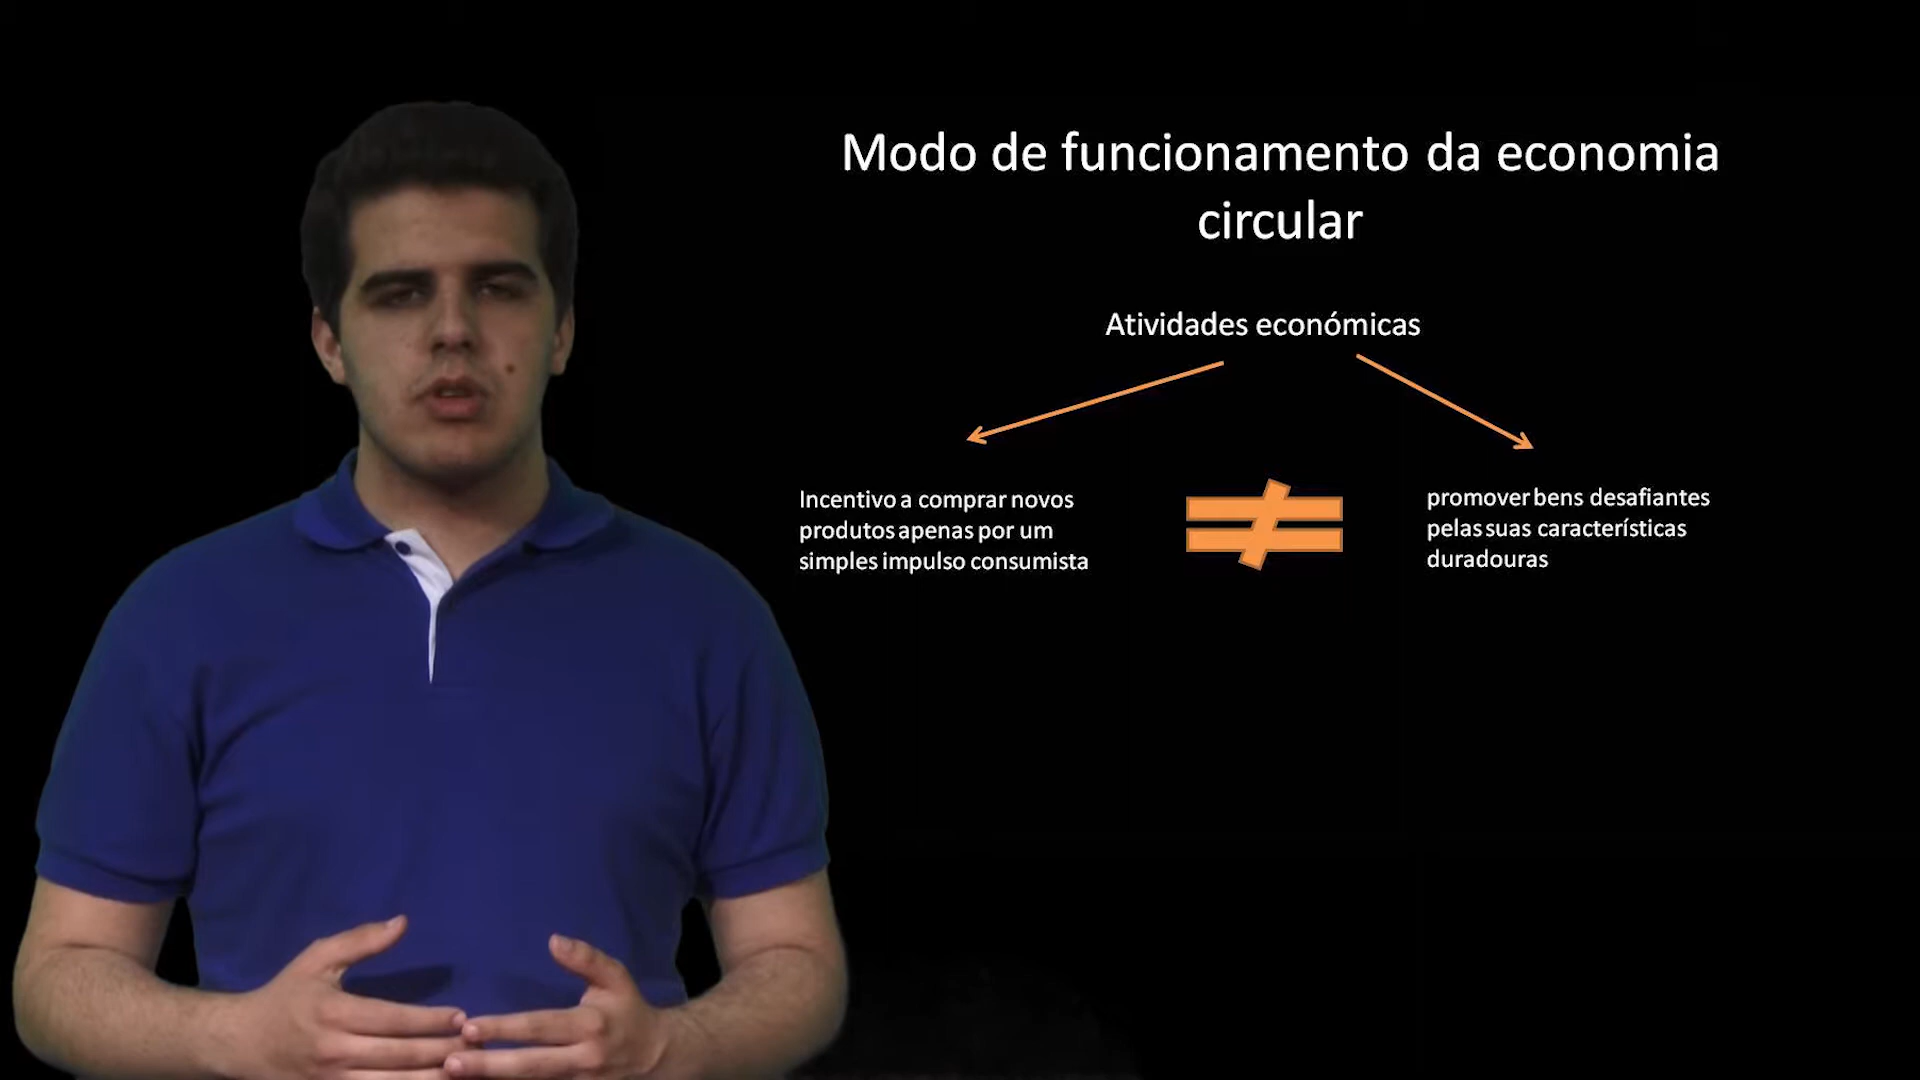 Modo de funcionamento da economia
circular
Atividades económicas
Incentivo a comprar novos
produtos apenas por um
simples impulso consumista
promover bens desafiantes
pelas suas características
duradouras